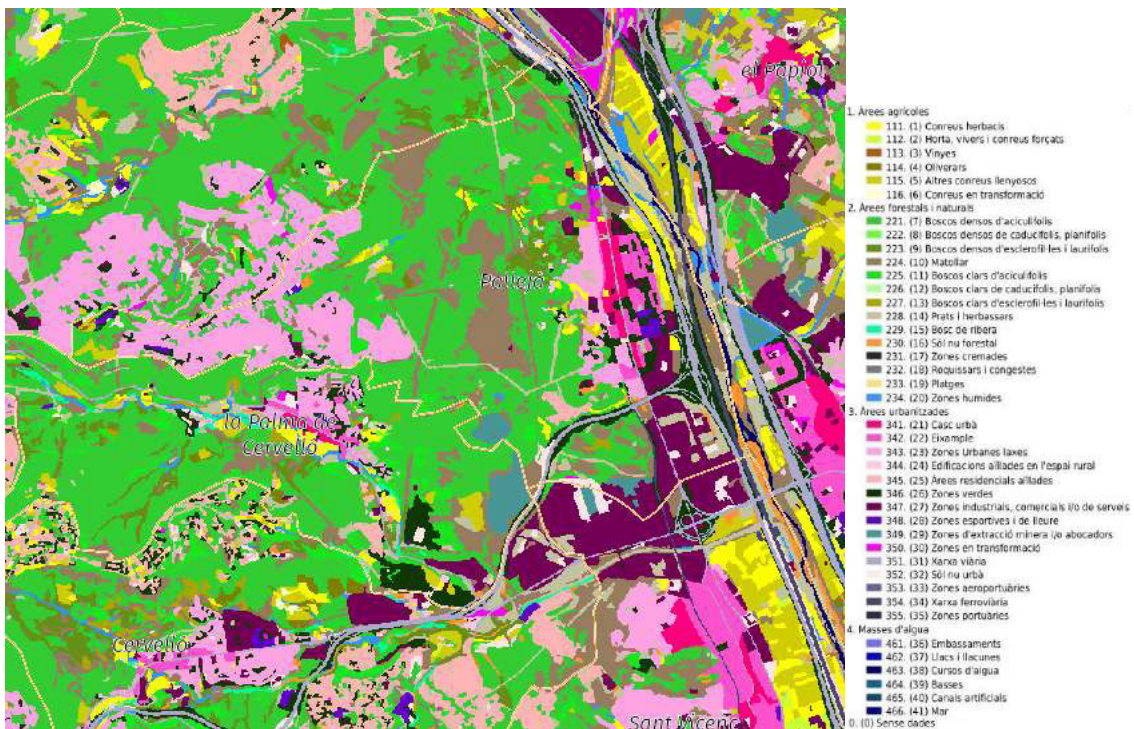 el Papiol
Pallejà
la Palma de
Cervelló
Cervelló
Sant Vicenç
1. Àrees agrícoles
111. (1) Conreus herbacis
112. (2) Horta, vivers i conreus forçats
113. (3) Vinyes
114. (4) Oliverars
115. (5) Altres conreus llenyosos
116. (6) Conreus en transformació
2. Àrees forestals i naturals
221. (7) Boscos densos d'aciculifolis
222. (8) Boscos densos de caducifolis, planifolis
223. (9) Boscos densos d'esclerofil·les i laurifolis
224. (10) Matollar
225. (11) Boscos clars d'aciculifolis
226. (12) Boscos clars de caducifolis, planifolis
227. (13) Boscos clars d'esclerofil·les i laurifolis
228. (14) Prats i herbassars
229. (15) Bosc de ribera
230. (16) Sòl nu forestal
231. (17) Zones cremades
232. (18) Roquissars i congestes
233. (19) Platges
234. (20) Zones humides
3. Àrees urbanitzades
341. (21) Casc urbà
342. (22) Eixample
343. (23) Zones Urbanes laxes
344. (24) Edificacions aïllades en l'espai rural
345. (25) Àrees residencials aïllades
346. (26) Zones verdes
347. (27) Zones industrials, comercials i/o de serveis
348. (28) Zones esportives i de lleure
349. (29) Zones d'extracció minera i/o abocadors
350. (30) Zones en transformació
351. (31) Xarxa viària
352. (32) Sòl nu urbà
353. (33) Zones aeroportuàries
354. (34) Xarxa ferroviària
355. (35) Zones portuàries
4. Masses d'aigua
461. (36) Embassaments
462. (37) Llacs i llacunes
463. (38) Cursos d'aigua
464. (39) Basses
465. (40) Canals artificials
466. (41) Mar
0. (0) Sense dades